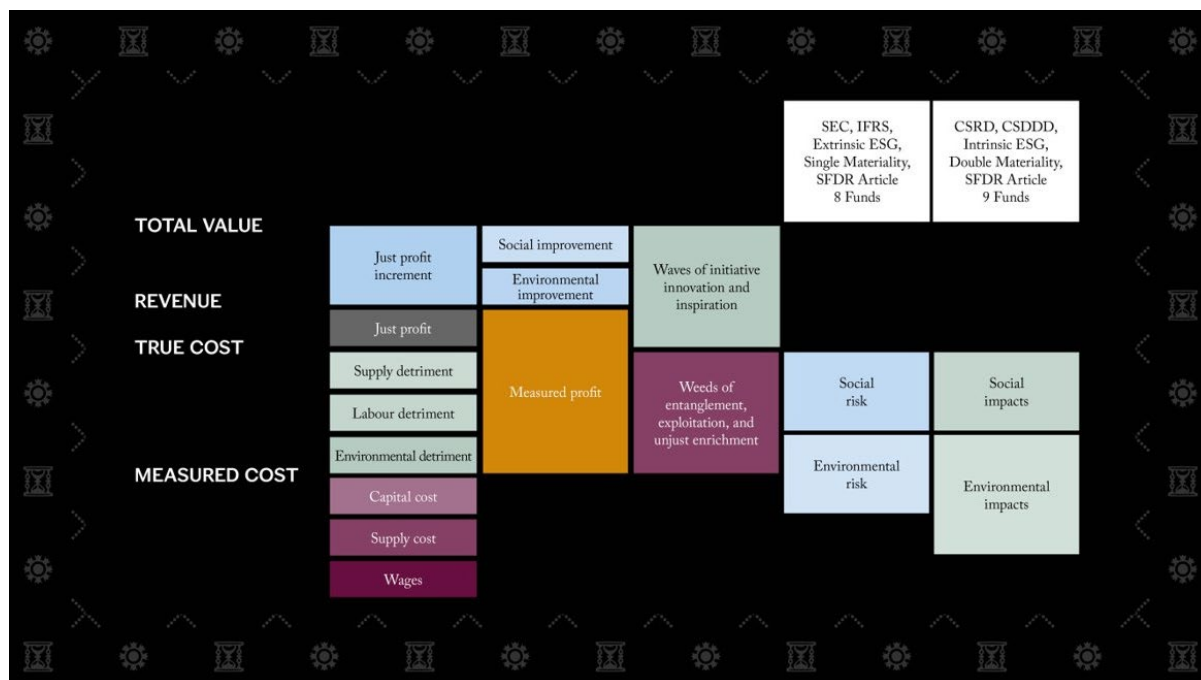 SEC, IFRS,
Extrinsic ESG,
Single Materiality,
SFDR Article
8 Funds
CSRD, CSDDD,
Intrinsic ESG,
Double Materiality,
SFDR Article
9 Funds
TOTAL VALUE
REVENUE
TRUE COST
MEASURED COST
Just profit
increment
Just profit
Supply detriment
Labour detriment
Environmental detriment
Capital cost
Supply cost
Wages
Social improvement
Environmental
improvement
Measured profit
Waves of initiative
innovation and
inspiration
Weeds of
entanglement,
exploitation, and
unjust enrichment
Social
risk
Environmental
risk
Social
impacts
Environmental
impacts